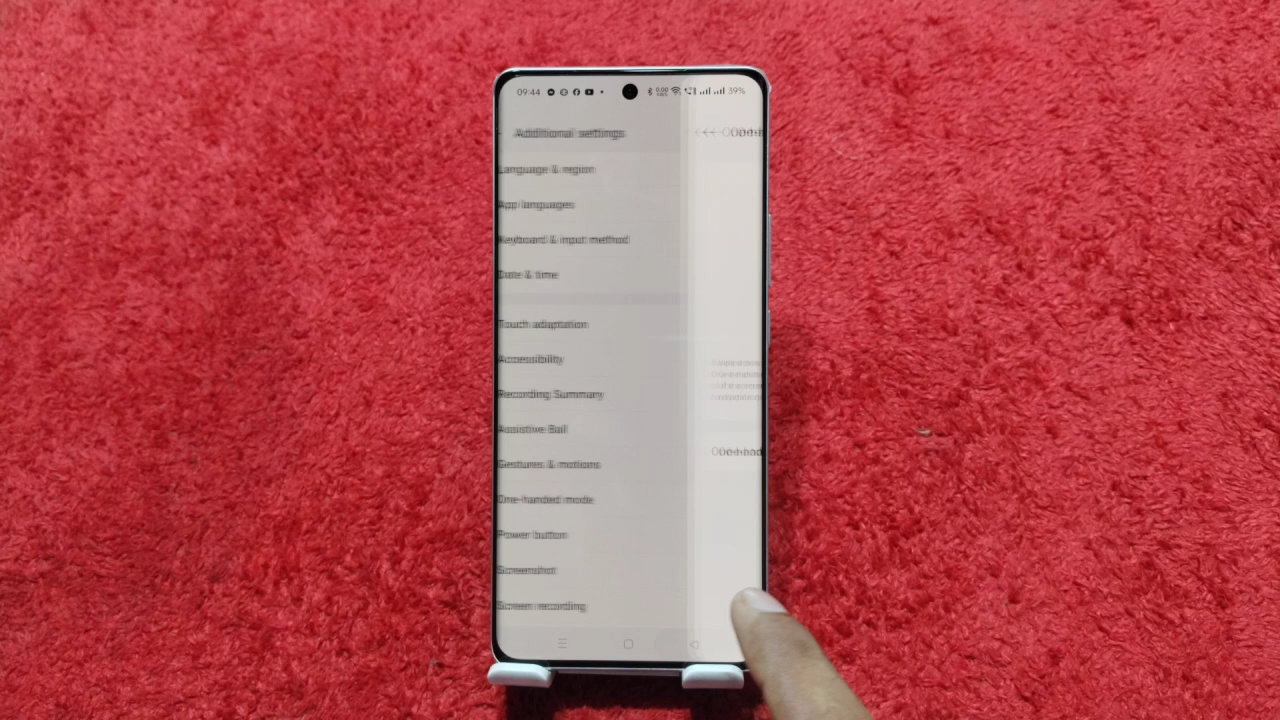 09:44
39%
Additional settings
Language & region
App languages
Keyboard & input method
Date & time
Touch adaptation
Accessibility
Recording Summary
Assistive Ball
Gestures & motions
One-handed mode
Power button
Screenshot
Screen recording